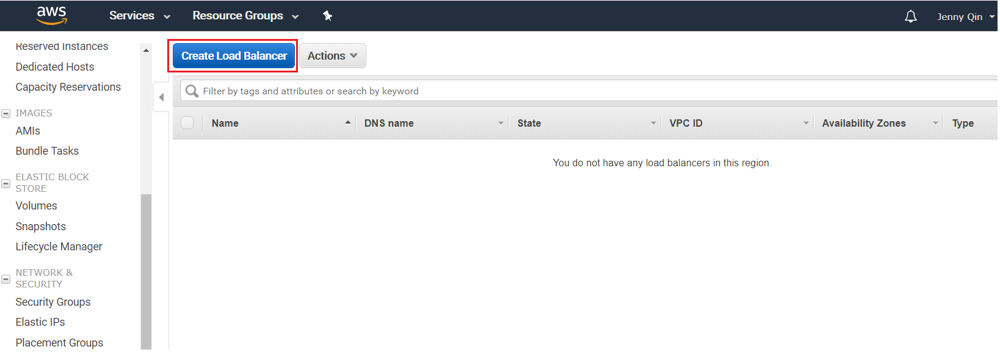 aws
Services
Resource Groups
Jenny Qin
Reserved Instances
Dedicated Hosts
Capacity Reservations
IMAGES
AMIs
Bundle Tasks
ELASTIC BLOCK
STORE
Volumes
Snapshots
Lifecycle Manager
NETWORK &
SECURITY
Security Groups
Elastic IPs
Placement Groups
Create Load Balancer
Actions
Filter by tags and attributes or search by keyword
Name
DNS name
State
VPC ID
Availability Zones
Type
You do not have any load balancers in this region.